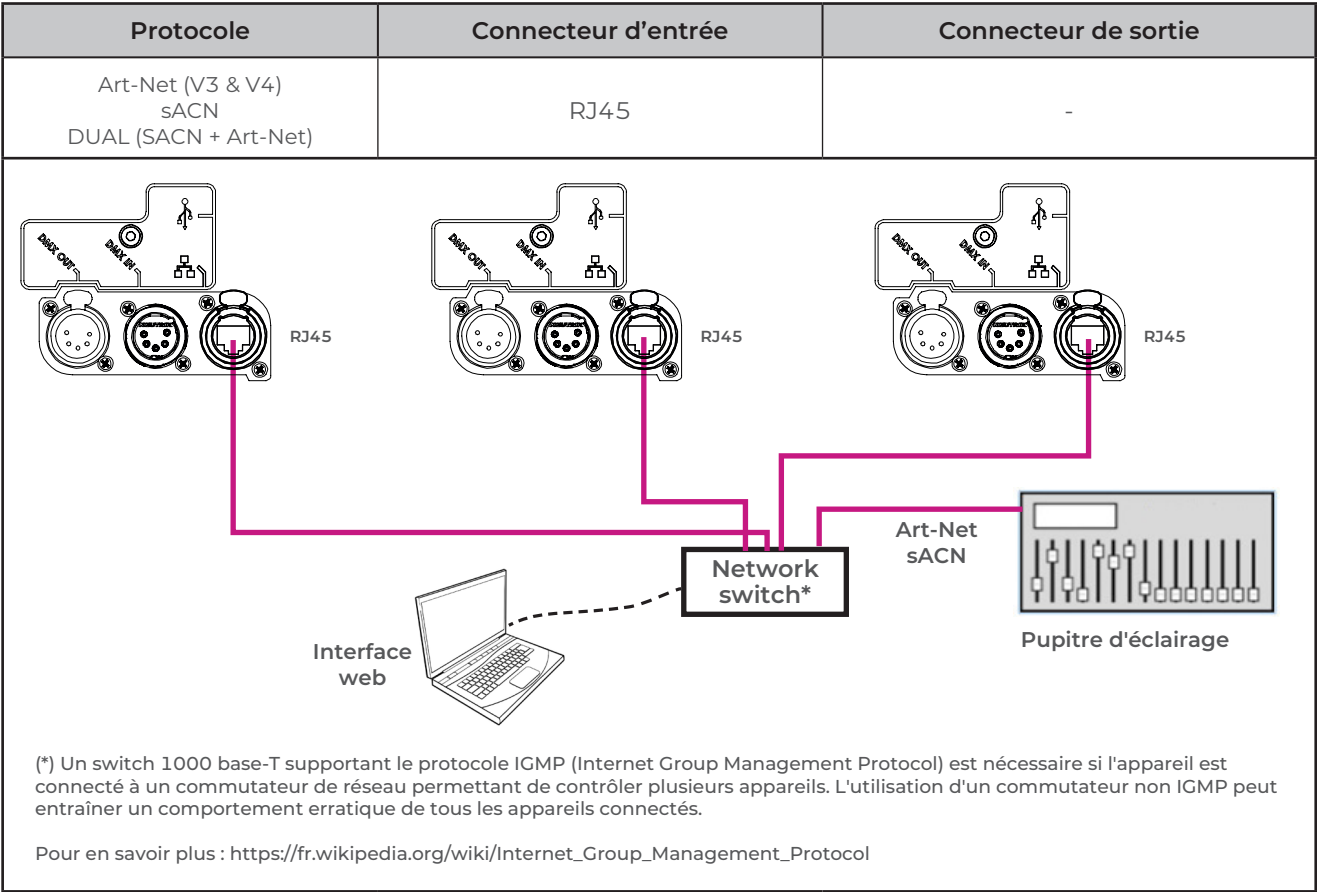 Protocole
Connecteur d’entrée
Connecteur de sortie
Art-Net (V3 & V4)
sACN
DUAL (SACN + Art-Net)
RJ45
-
DMX OUT
DMX IN
RJ45
DMX OUT
DMX IN
RJ45
DMX OUT
DMX IN
RJ45
Art-Net
sACN
Network
switch*
Interface
web
Pupitre d'éclairage
(*) Un switch 1000 base-T supportant le protocole IGMP (Internet Group Management Protocol) est nécessaire si l'appareil est
connecté à un commutateur de réseau permettant de contrôler plusieurs appareils. L'utilisation d'un commutateur non IGMP peut
entraîner un comportement erratique de tous les appareils connectés.
Pour en savoir plus : https://fr.wikipedia.org/wiki/Internet_Group_Management_Protocol